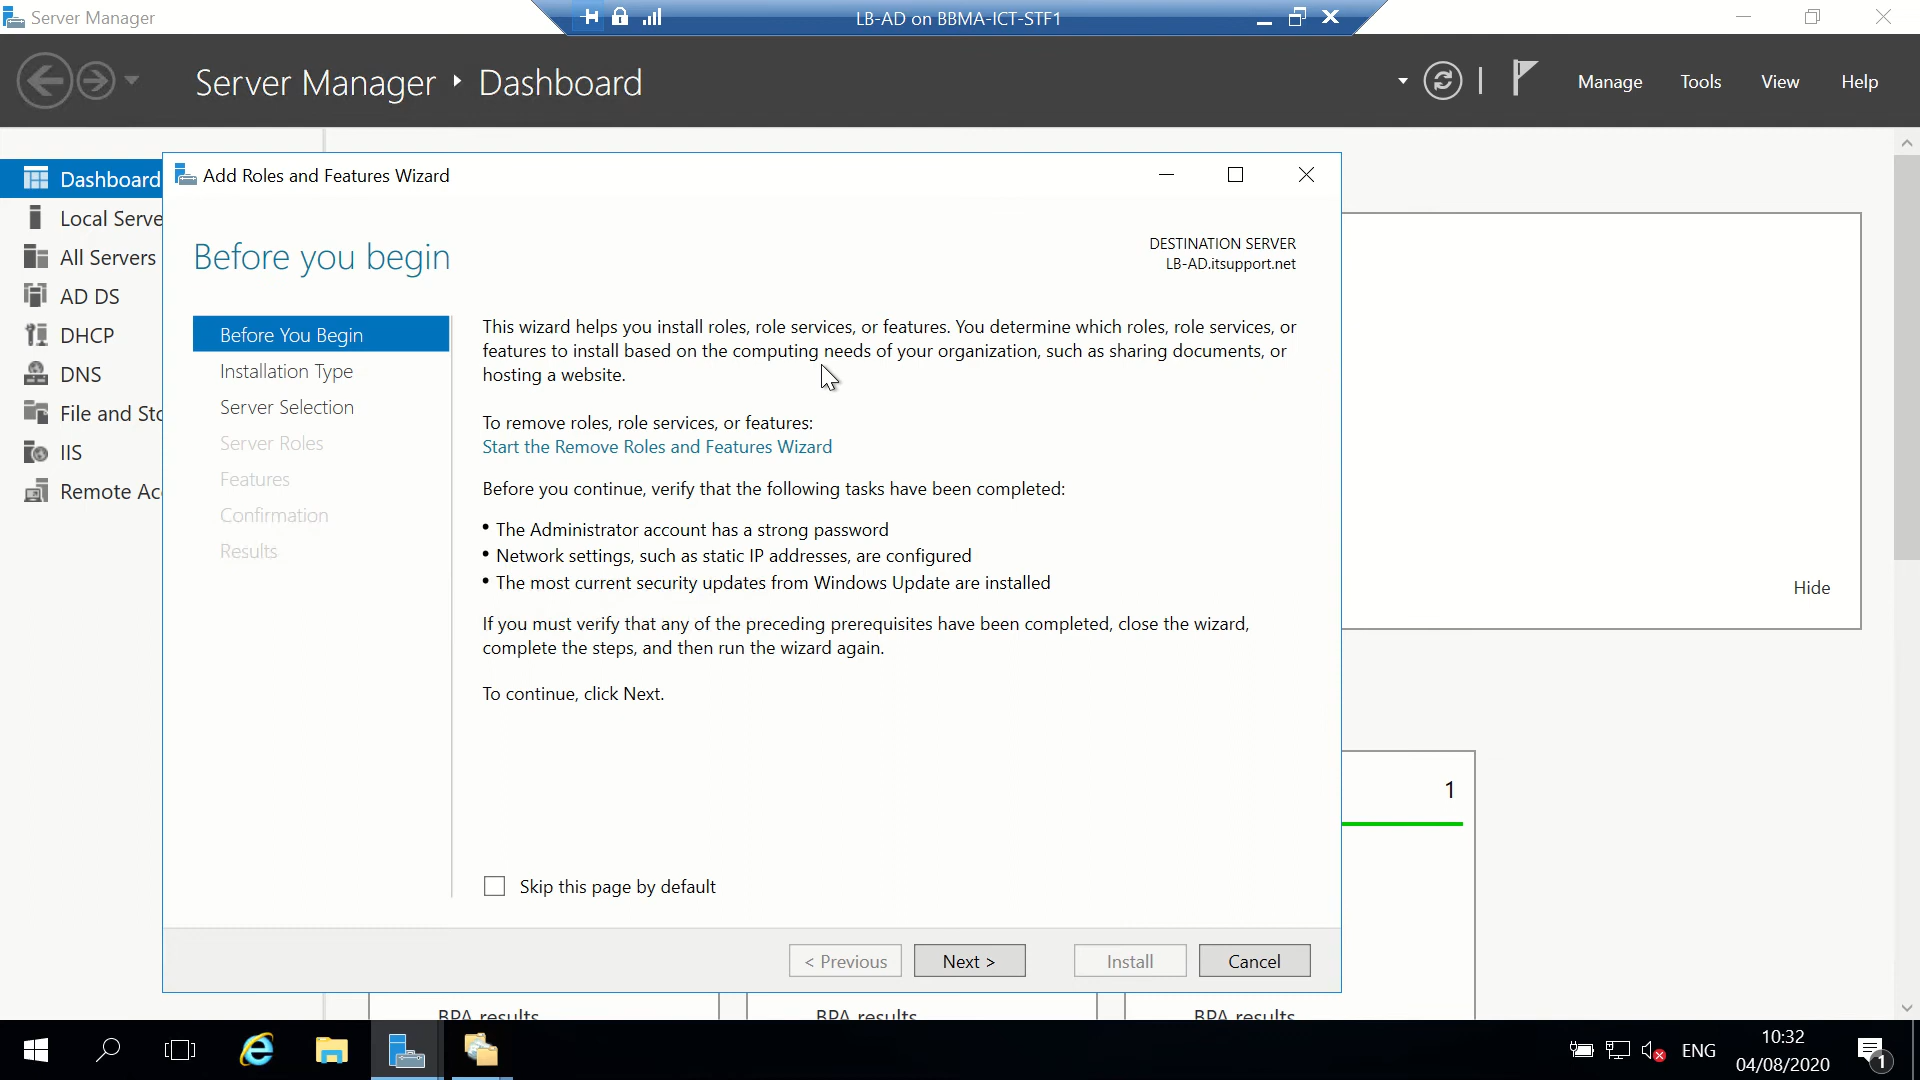 Server Manager
LB-AD on BBMA-ICT-STF1
Server Manager ‣ Dashboard
Manage
Tools
View
Help
Dashboard
Local Serve
All Servers
AD DS
DHCP
DNS
File and Sto
IIS
Remote Acc
Add Roles and Features Wizard
Before you begin
DESTINATION SERVER
LB-AD.itsupport.net
Before You Begin
Installation Type
Server Selection
Server Roles
Features
Confirmation
Results
This wizard helps you install roles, role services, or features. You determine which roles, role services, or
features to install based on the computing needs of your organization, such as sharing documents, or
hosting a website.
To remove roles, role services, or features:
Start the Remove Roles and Features Wizard
Before you continue, verify that the following tasks have been completed:
• The Administrator account has a strong password
• Network settings, such as static IP addresses, are configured
• The most current security updates from Windows Update are installed
If you must verify that any of the preceding prerequisites have been completed, close the wizard,
complete the steps, and then run the wizard again.
To continue, click Next.
Skip this page by default
< Previous
Next >
Install
Cancel
Hide
1
BPA results
BPA results
BPA results
ENG
10:32
04/08/2020
1